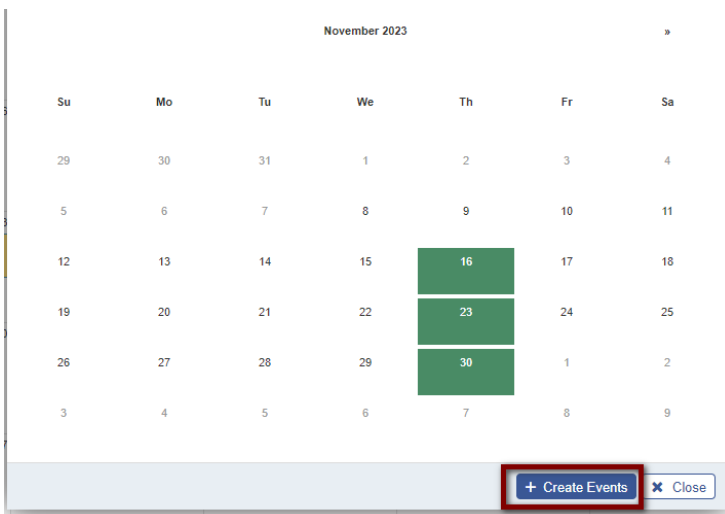 November 2023 »
Su Mo Tu We Th Fr Sa
29 30 31 1 2 3 4
5 6 7 8 9 10 11
12 13 14 15 16 17 18
19 20 21 22 23 24 25
26 27 28 29 30 1 2
3 4 5 6 7 8 9
+ Create Events ✖ Close